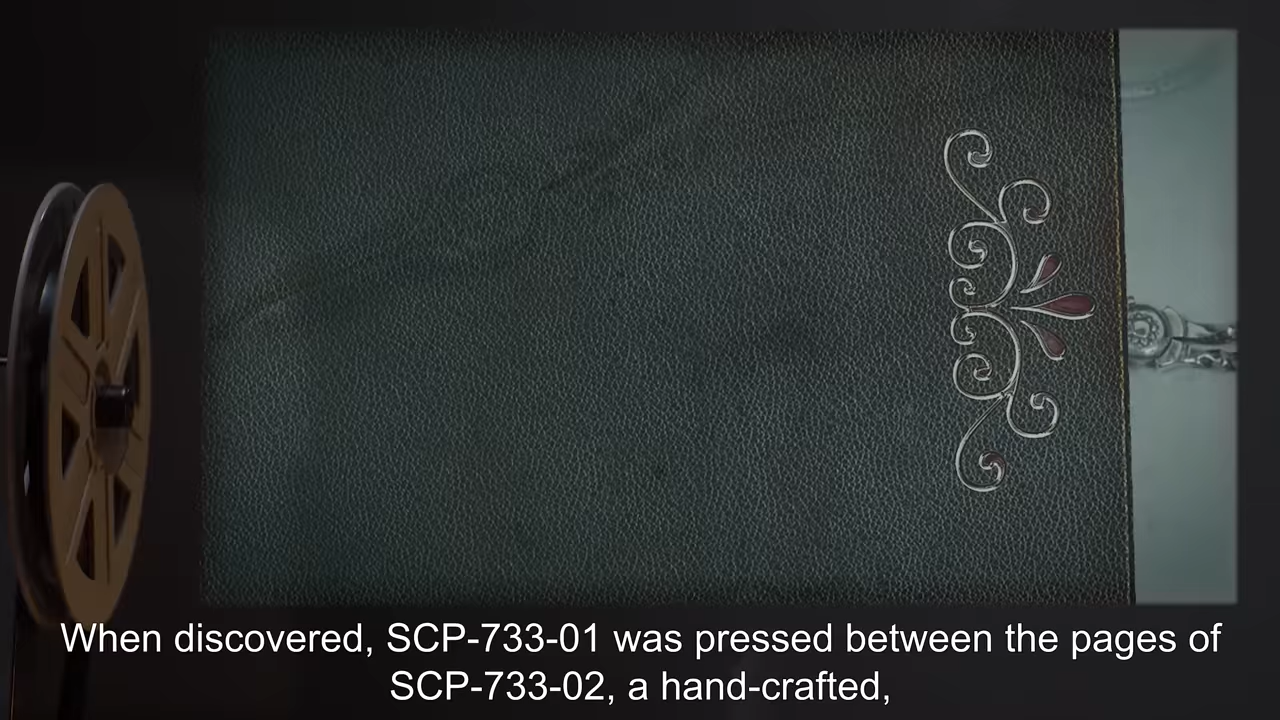 When discovered, SCP-733-01 was pressed between the pages of
SCP-733-02, a hand-crafted,